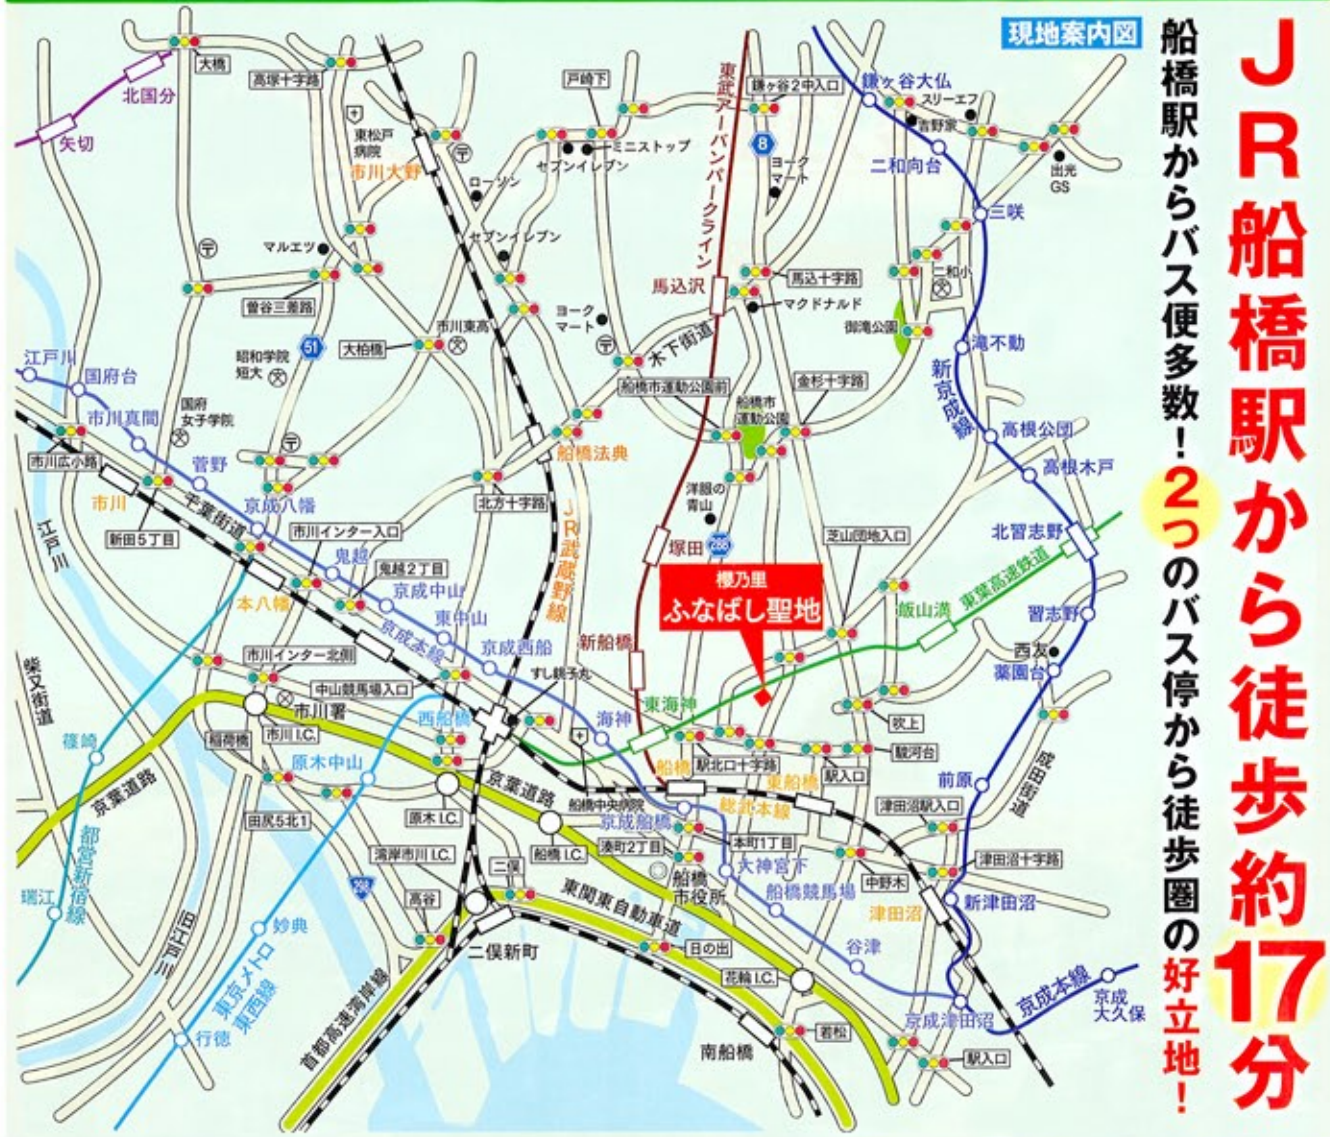 JR船橋駅から徒歩約17分
船橋駅からバス便多数!2つのバス停から徒歩圏の好立地!
現地案内図
大橋
北国分
矢切
高塚十字路
東松戸
病院
市川大野
ローソン
セブンイレブン
戸崎下
ミニストップ
セブンイレブン
東武アーバンパークライン
鎌ヶ谷2中入口
8
ヨーク
マート
鎌ヶ谷大仏
スリーエフ
吉野家
二和向台
出光
GS
三咲
マルエツ
曽谷三差路
51
大柏橋
市川東高
昭和学院
短大
国府
女子学院
ヨーク
マート
木下街道
馬込沢
馬込十字路
マクドナルド
二和小
御滝公園
滝不動
新京成線
船橋市運動公園前
船橋市
運動公園
金杉十字路
高根公団
高根木戸
江戸川
国府台
市川真間
菅野
京成八幡
市川広小路
市川
新田5丁目
千葉街道
江戸川
船橋法典
北方十字路
JR武蔵野線
洋服の
青山
塚田
288
芝山団地入口
北習志野
東葉高速鉄道
飯山満
習志野
西友
薬園台
櫻乃里
ふなばし聖地
市川インター入口
鬼越
鬼越2丁目
本八幡
京成中山
東中山
京成本線
京成西船
新船橋
すし銚子丸
市川インター北側
中山競馬場入口
柴又街道
市川署
市川I.C.
稲荷橋
西船橋
海神
東海神
吹上
篠崎
原木中山
京葉道路
京葉道路
船橋
駅北口十字路
東船橋
駅入口
駿河台
前原
成田街道
船橋中央病院
総武本線
京成船橋
津田沼駅入口
田尻5北1
原木I.C.
船橋I.C.
湊町2丁目
本町1丁目
津田沼十字路
都営新宿線
湾岸市川I.C.
二俣
船橋
市役所
大神宮下
中野木
船橋競馬場
津田沼
新津田沼
瑞江
298
高谷
東関東自動車道
妙典
二俣新町
日の出
谷津
花輪I.C.
旧江戸川
東京メトロ
東西線
京成本線
京成
大久保
行徳
首都高速湾岸線
京成津田沼
南船橋
若松
駅入口